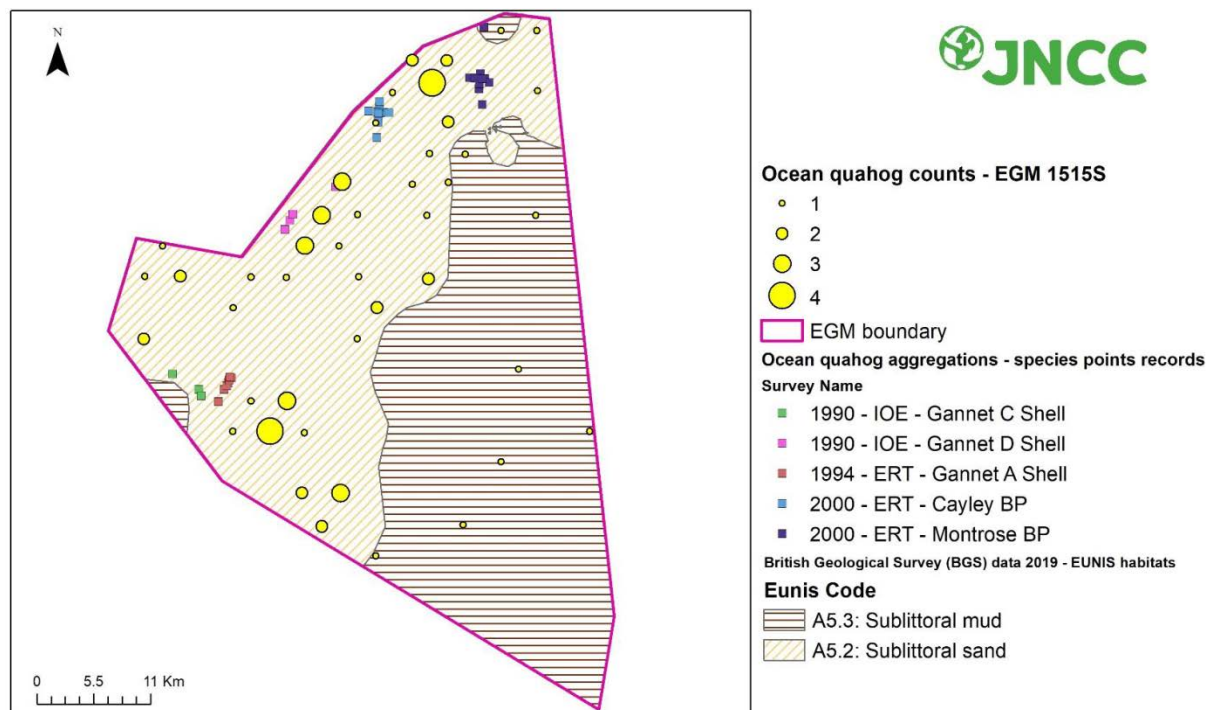 N
JNCC
Ocean quahog counts - EGM 1515S
1
2
3
4
EGM boundary
Ocean quahog aggregations - species points records
Survey Name
1990 - IOE - Gannet C Shell
1990 - IOE - Gannet D Shell
1994 - ERT - Gannet A Shell
2000 - ERT - Cayley BP
2000 - ERT - Montrose BP
British Geological Survey (BGS) data 2019 - EUNIS habitats
Eunis Code
A5.3: Sublittoral mud
A5.2: Sublittoral sand
0 5.5 11 Km